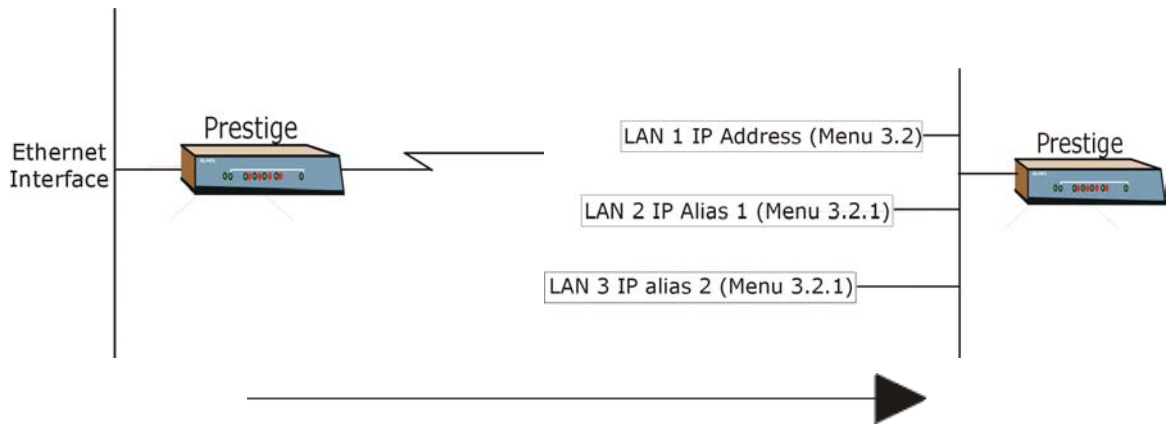 Prestige
Ethernet
Interface
LAN 1 IP Address (Menu 3.2)
LAN 2 IP Alias 1 (Menu 3.2.1)
LAN 3 IP alias 2 (Menu 3.2.1)
Prestige